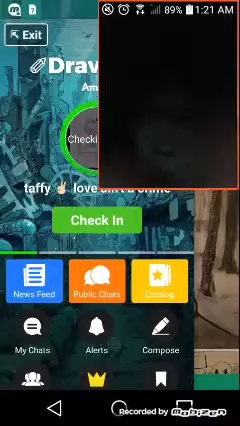 89% 1:21 AM
Exit
Drav
Am
Checki
taffy ✌🏻 love ain't a crime
Check In
News Feed
Public Chats
Catalog
My Chats
Alerts
Compose
Recorded by Mobizen